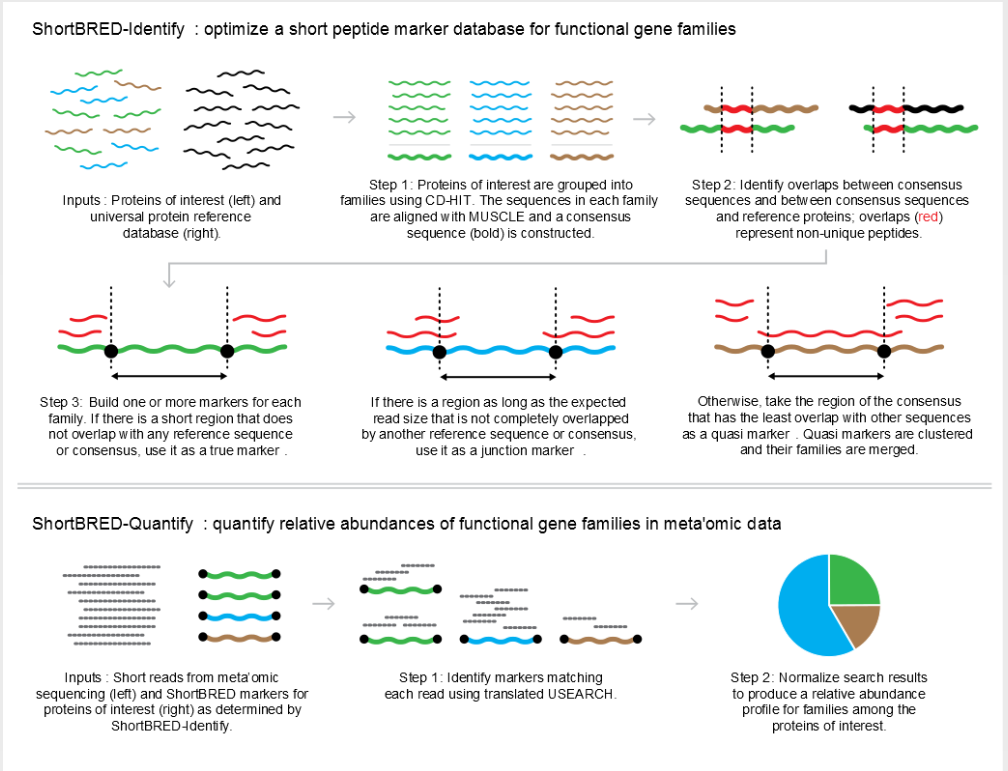 ShortBRED-Identify : optimize a short peptide marker database for functional gene families
Inputs : Proteins of interest (left) and
universal protein reference
database (right).
Step 1: Proteins of interest are grouped into
families using CD-HIT. The sequences in each family
are aligned with MUSCLE and a consensus
sequence (bold) is constructed.
Step 2: Identify overlaps between consensus
sequences and between consensus sequences
and reference proteins; overlaps (red)
represent non-unique peptides.
Step 3: Build one or more markers for each
family. If there is a short region that does
not overlap with any reference sequence
or consensus, use it as a true marker .
If there is a region as long as the expected
read size that is not completely overlapped
by another reference sequence or consensus,
use it as a junction marker .
Otherwise, take the region of the consensus
that has the least overlap with other sequences
as a quasi marker . Quasi markers are clustered
and their families are merged.
ShortBRED-Quantify : quantify relative abundances of functional gene families in meta'omic data
Inputs : Short reads from meta'omic
sequencing (left) and ShortBRED markers for
proteins of interest (right) as determined by
ShortBRED-Identify.
Step 1: Identify markers matching
each read using translated USEARCH.
Step 2: Normalize search results
to produce a relative abundance
profile for families among the
proteins of interest.